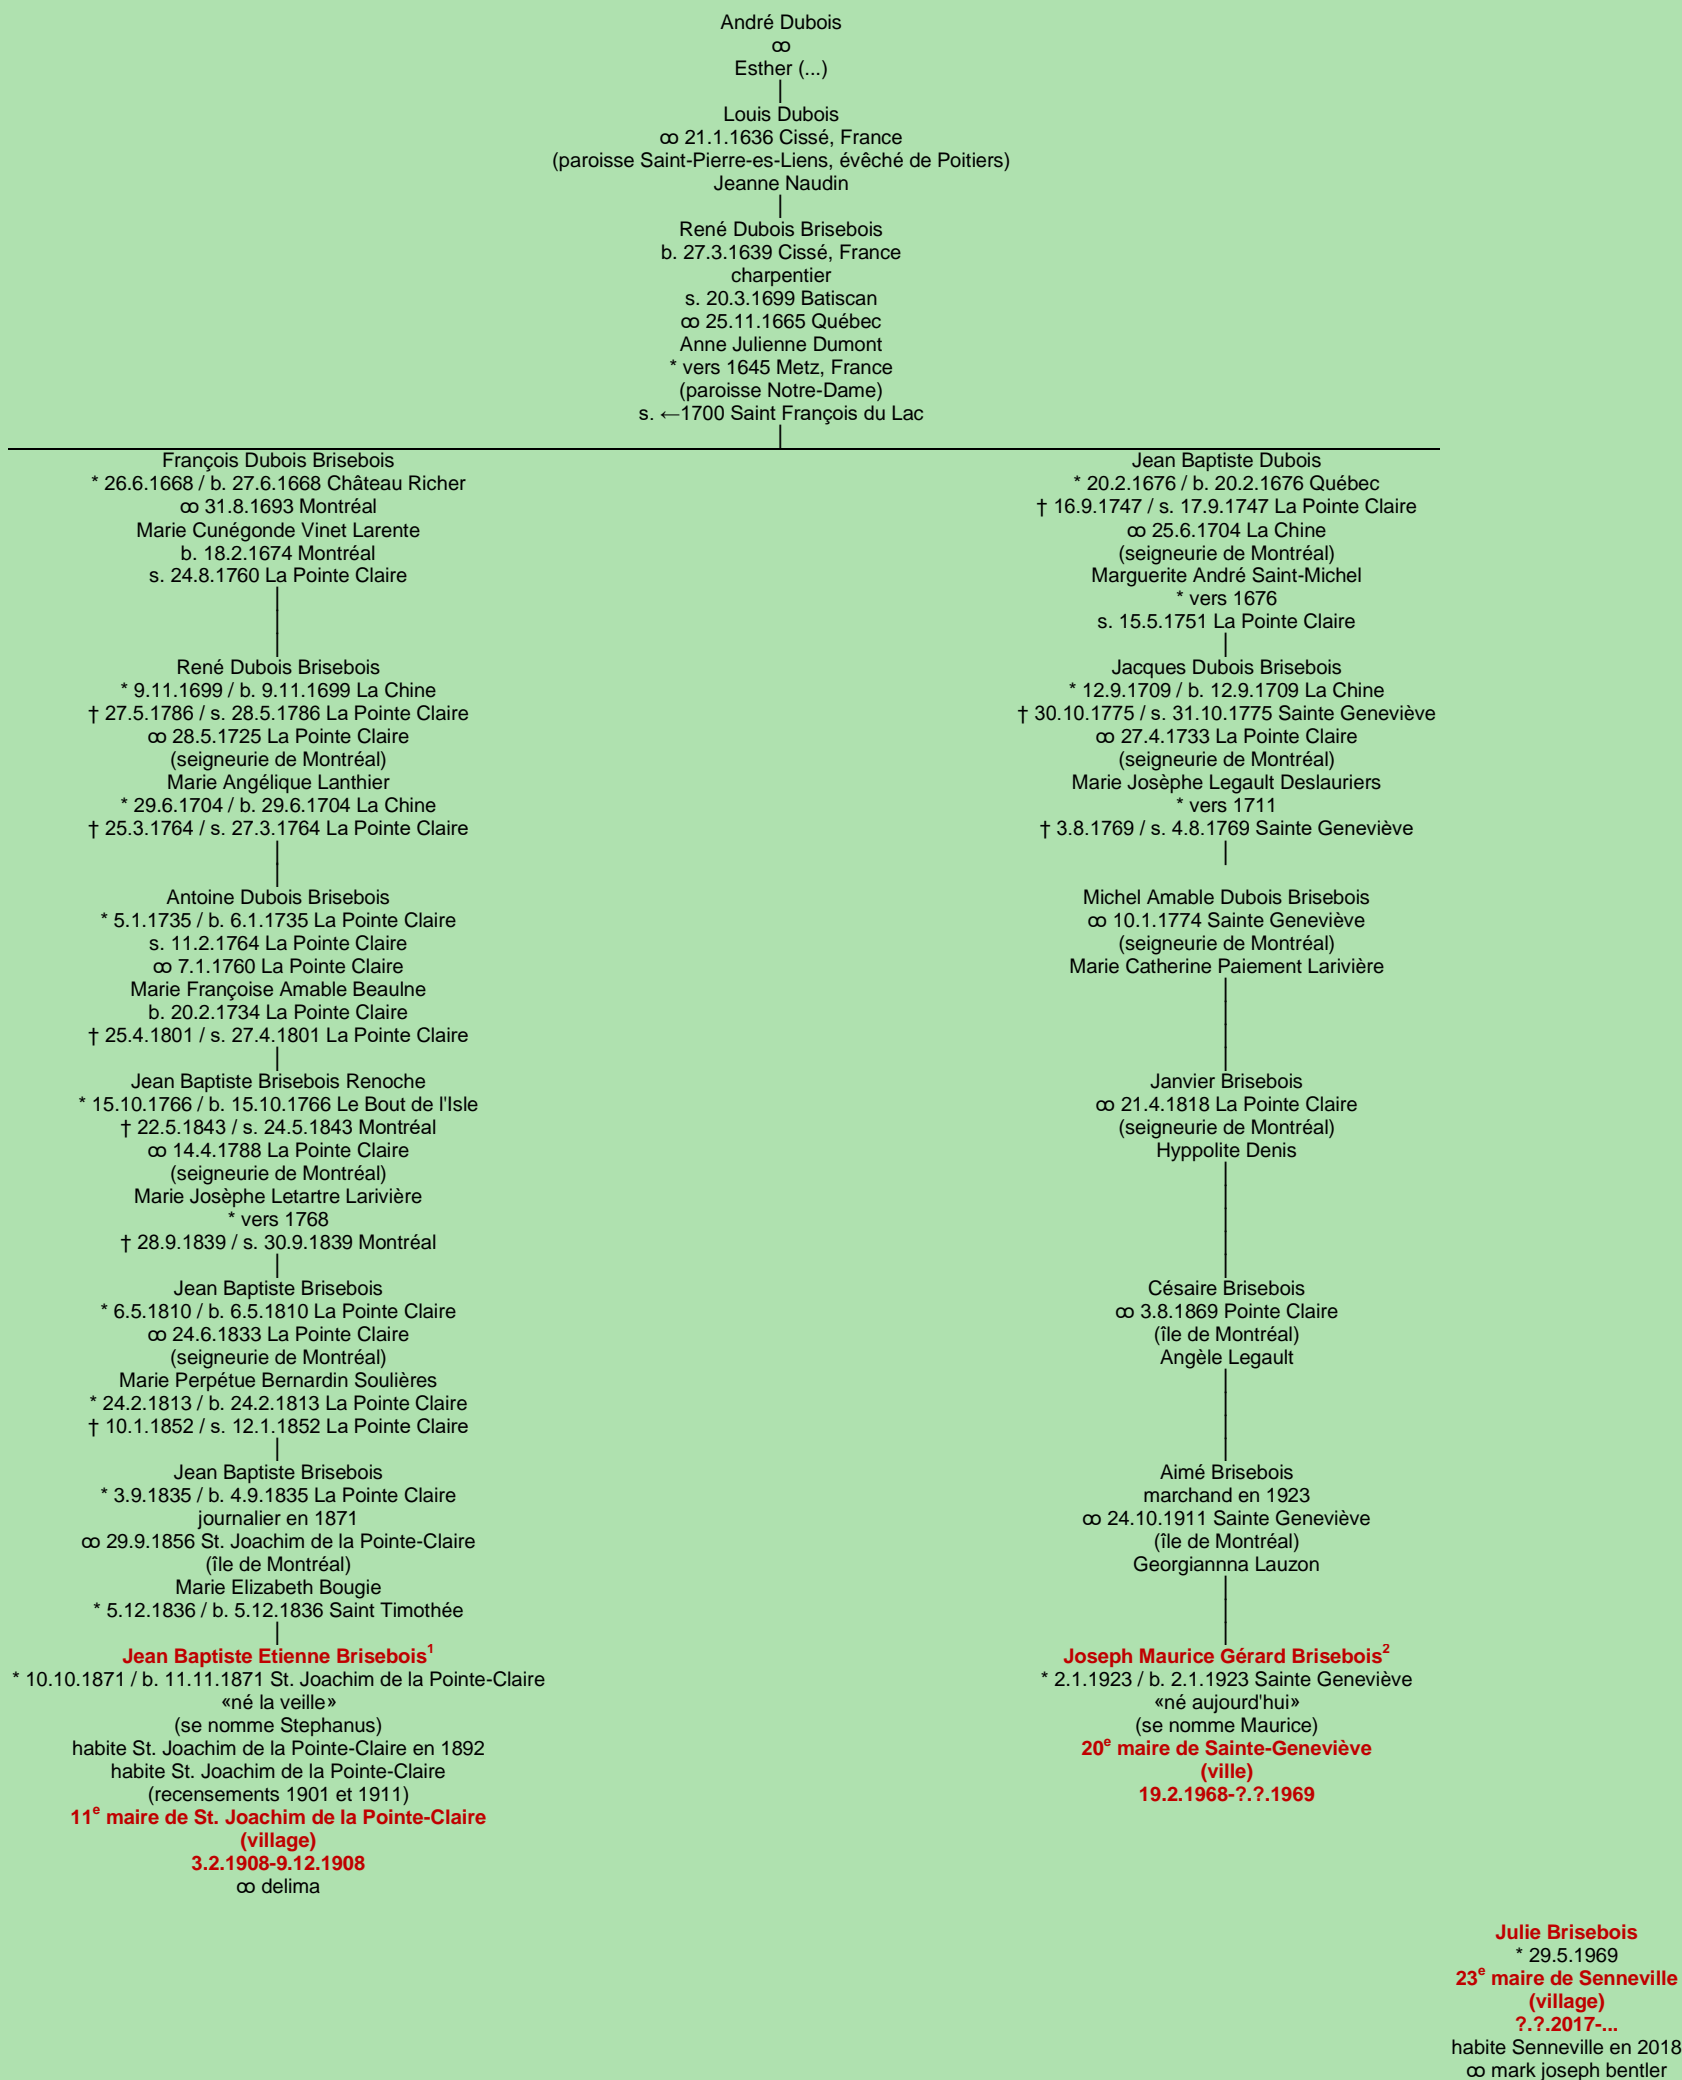 André Dubois
ꝏ
Esther (...)
Louis Dubois
ꝏ 21.1.1636 Cissé, France
(paroisse Saint-Pierre-es-Liens, évêché de Poitiers)
Jeanne Naudin
René Dubois Brisebois
b. 27.3.1639 Cissé, France
charpentier
s. 20.3.1699 Batiscan
ꝏ 25.11.1665 Québec
Anne Julienne Dumont
* vers 1645 Metz, France
(paroisse Notre-Dame)
s. ←1700 Saint François du Lac
François Dubois Brisebois
* 26.6.1668 / b. 27.6.1668 Château Richer
ꝏ 31.8.1693 Montréal
Marie Cunégonde Vinet Larente
b. 18.2.1674 Montréal
s. 24.8.1760 La Pointe Claire
René Dubois Brisebois
* 9.11.1699 / b. 9.11.1699 La Chine
† 27.5.1786 / s. 28.5.1786 La Pointe Claire
ꝏ 28.5.1725 La Pointe Claire
(seigneurie de Montréal)
Marie Angélique Lanthier
* 29.6.1704 / b. 29.6.1704 La Chine
† 25.3.1764 / s. 27.3.1764 La Pointe Claire
Antoine Dubois Brisebois
* 5.1.1735 / b. 6.1.1735 La Pointe Claire
s. 11.2.1764 La Pointe Claire
ꝏ 7.1.1760 La Pointe Claire
Marie Françoise Amable Beaulne
b. 20.2.1734 La Pointe Claire
† 25.4.1801 / s. 27.4.1801 La Pointe Claire
Jean Baptiste Brisebois Renoche
* 15.10.1766 / b. 15.10.1766 Le Bout de l'Isle
† 22.5.1843 / s. 24.5.1843 Montréal
ꝏ 14.4.1788 La Pointe Claire
(seigneurie de Montréal)
Marie Josèphe Letartre Larivière
* vers 1768
† 28.9.1839 / s. 30.9.1839 Montréal
Jean Baptiste Brisebois
* 6.5.1810 / b. 6.5.1810 La Pointe Claire
ꝏ 24.6.1833 La Pointe Claire
(seigneurie de Montréal)
Marie Perpétue Bernardin Soulières
* 24.2.1813 / b. 24.2.1813 La Pointe Claire
† 10.1.1852 / s. 12.1.1852 La Pointe Claire
Jean Baptiste Brisebois
* 3.9.1835 / b. 4.9.1835 La Pointe Claire
journalier en 1871
ꝏ 29.9.1856 St. Joachim de la Pointe-Claire
(île de Montréal)
Marie Elizabeth Bougie
* 5.12.1836 / b. 5.12.1836 Saint Timothée
Jean Baptiste Etienne Brisebois¹
* 10.10.1871 / b. 11.11.1871 St. Joachim de la Pointe-Claire
«né la veille»
(se nomme Stephanus)
habite St. Joachim de la Pointe-Claire en 1892
habite St. Joachim de la Pointe-Claire
(recensements 1901 et 1911)
11e maire de St. Joachim de la Pointe-Claire
(village)
3.2.1908-9.12.1908
ꝏ delima
Jean Baptiste Dubois
* 20.2.1676 / b. 20.2.1676 Québec
† 16.9.1747 / s. 17.9.1747 La Pointe Claire
ꝏ 25.6.1704 La Chine
(seigneurie de Montréal)
Marguerite André Saint-Michel
* vers 1676
s. 15.5.1751 La Pointe Claire
Jacques Dubois Brisebois
* 12.9.1709 / b. 12.9.1709 La Chine
† 30.10.1775 / s. 31.10.1775 Sainte Geneviève
ꝏ 27.4.1733 La Pointe Claire
(seigneurie de Montréal)
Marie Josèphe Legault Deslauriers
* vers 1711
† 3.8.1769 / s. 4.8.1769 Sainte Geneviève
Michel Amable Dubois Brisebois
ꝏ 10.1.1774 Sainte Geneviève
(seigneurie de Montréal)
Marie Catherine Paiement Larivière
Janvier Brisebois
ꝏ 21.4.1818 La Pointe Claire
(seigneurie de Montréal)
Hyppolite Denis
Césaire Brisebois
ꝏ 3.8.1869 Pointe Claire
(île de Montréal)
Angèle Legault
Aimé Brisebois
marchand en 1923
ꝏ 24.10.1911 Sainte Geneviève
(île de Montréal)
Georgiannna Lauzon
Joseph Maurice Gérard Brisebois²
* 2.1.1923 / b. 2.1.1923 Sainte Geneviève
«né aujourd'hui»
(se nomme Maurice)
20e maire de Sainte-Geneviève
(ville)
19.2.1968-?.?.1969
Julie Brisebois
* 29.5.1969
23e maire de Senneville
(village)
?.?.2017-...
habite Senneville en 2018
ꝏ mark joseph bentler